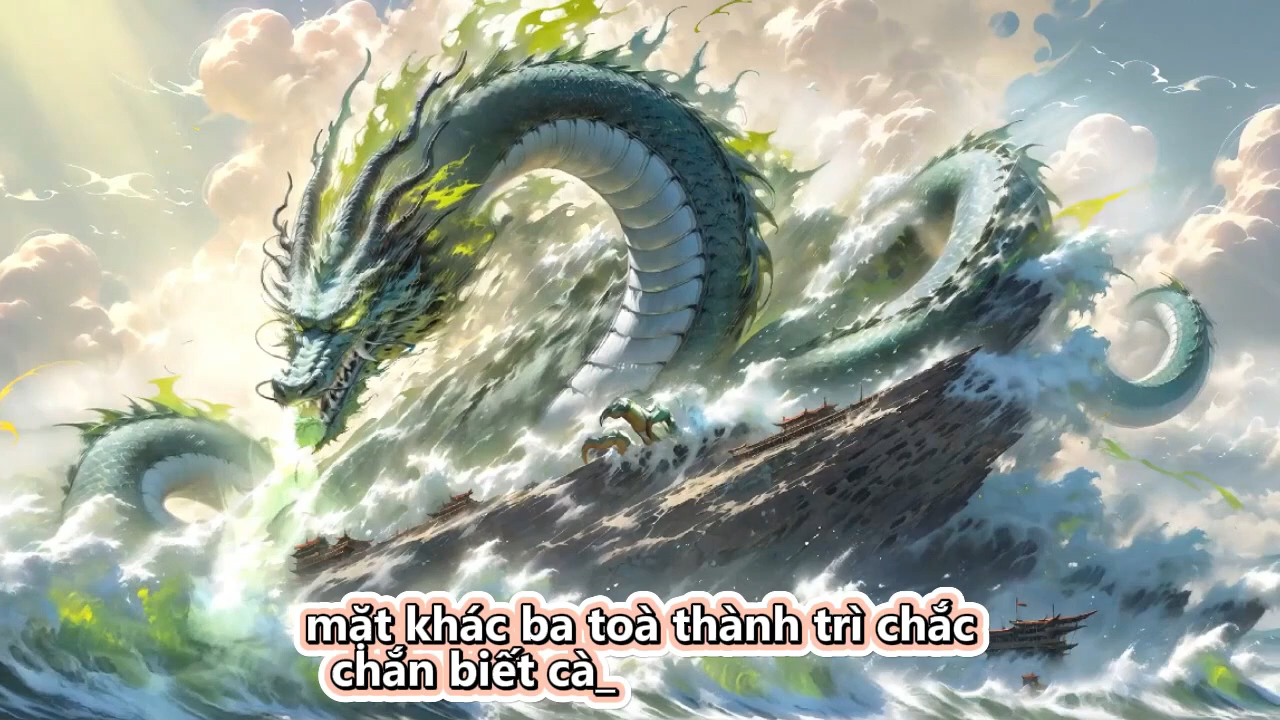 mặt khác ba toà thành trì chắc
chắn biết cà_